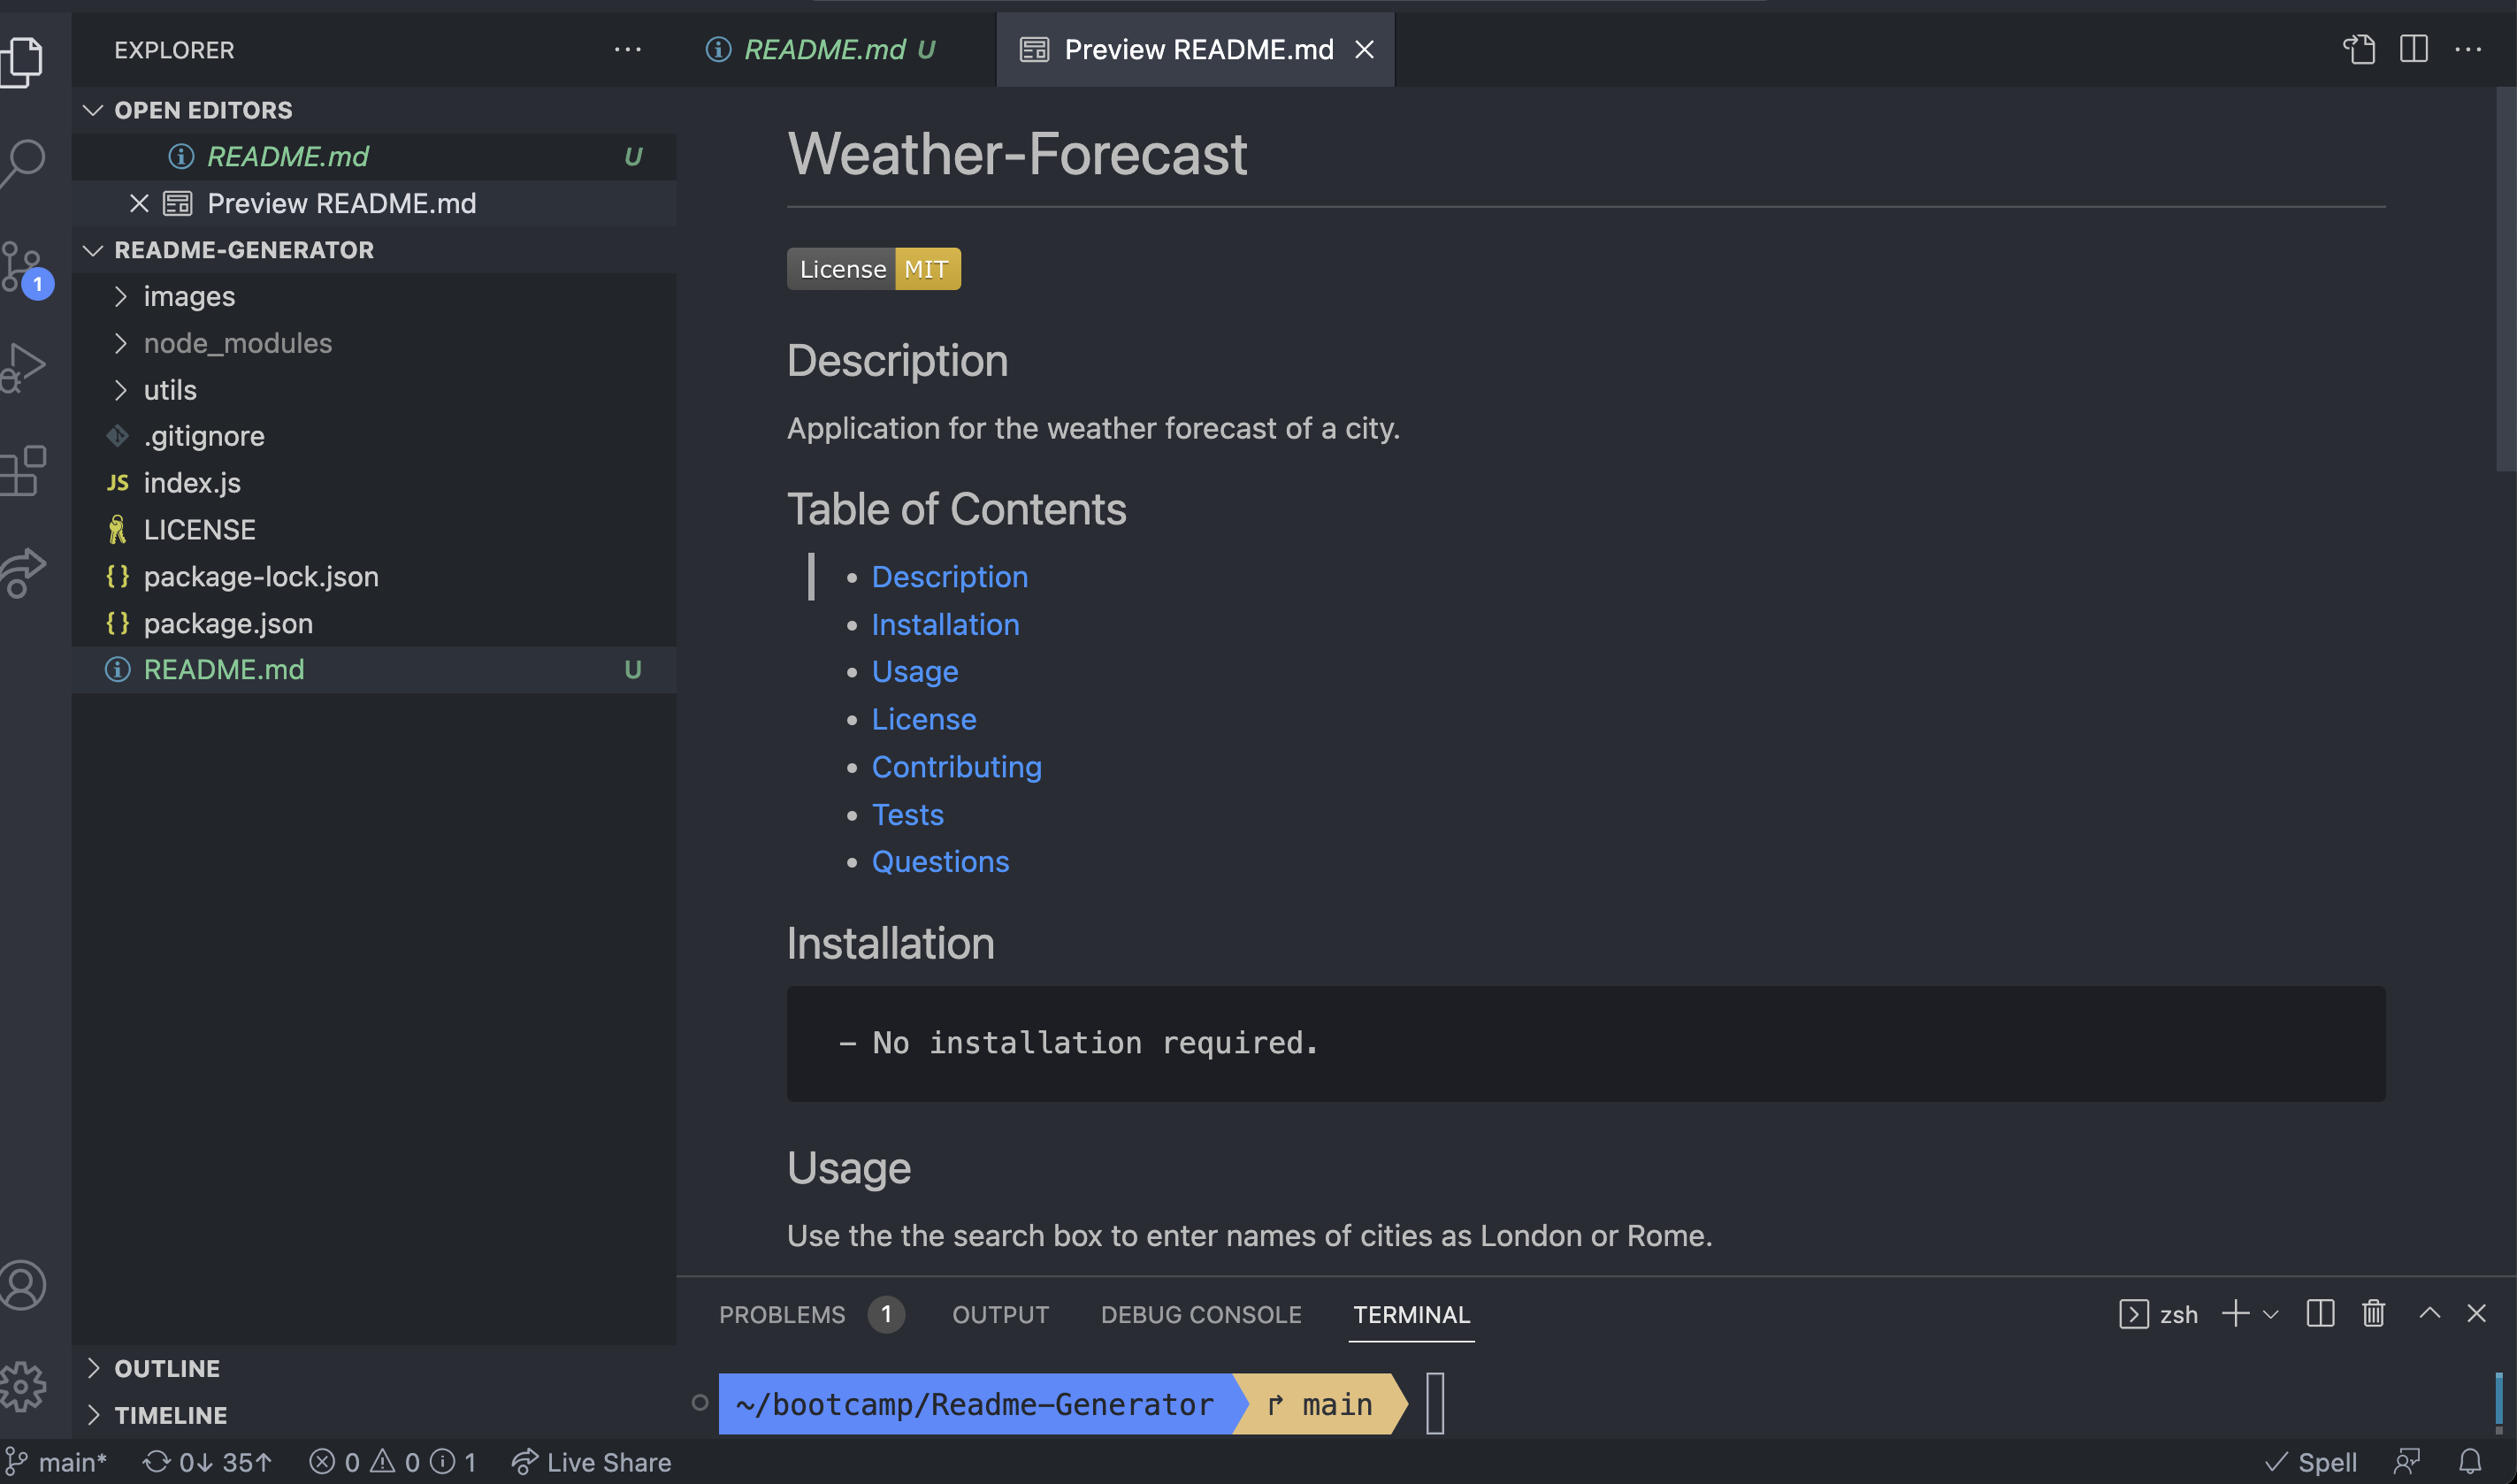 EXPLORER
README.md U
Preview README.md
OPEN EDITORS
README.md U
Preview README.md
README-GENERATOR
images
node_modules
utils
.gitignore
JS index.js
LICENSE
{} package-lock.json
{} package.json
README.md U
OUTLINE
TIMELINE
1
Weather-Forecast
License MIT
Description
Application for the weather forecast of a city.
Table of Contents
• Description
• Installation
• Usage
• License
• Contributing
• Tests
• Questions
Installation
– No installation required.
Usage
Use the the search box to enter names of cities as London or Rome.
PROBLEMS 1 OUTPUT DEBUG CONSOLE TERMINAL zsh
~/bootcamp/Readme-Generator main
main* 0↓ 35↑ 0 0 1 Live Share Spell